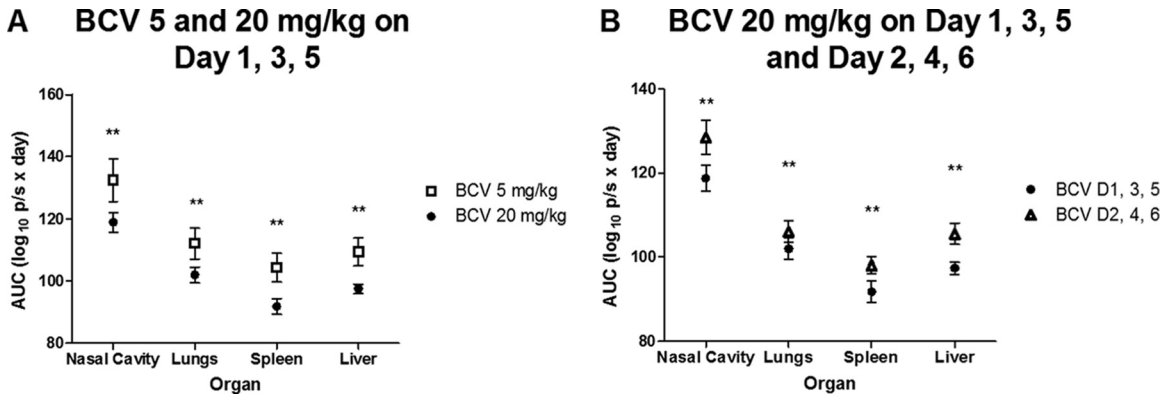 A
BCV 5 and 20 mg/kg on
Day 1, 3, 5
160
140
120
100
80
AUC (log10 p/s x day)
**
**
**
**
Nasal Cavity Lungs Spleen Liver
Organ
BCV 5 mg/kg
BCV 20 mg/kg
B
BCV 20 mg/kg on Day 1, 3, 5
and Day 2, 4, 6
140
120
100
80
AUC (log10 p/s x day)
**
**
**
**
Nasal Cavity Lungs Spleen Liver
Organ
BCV D1, 3, 5
BCV D2, 4, 6